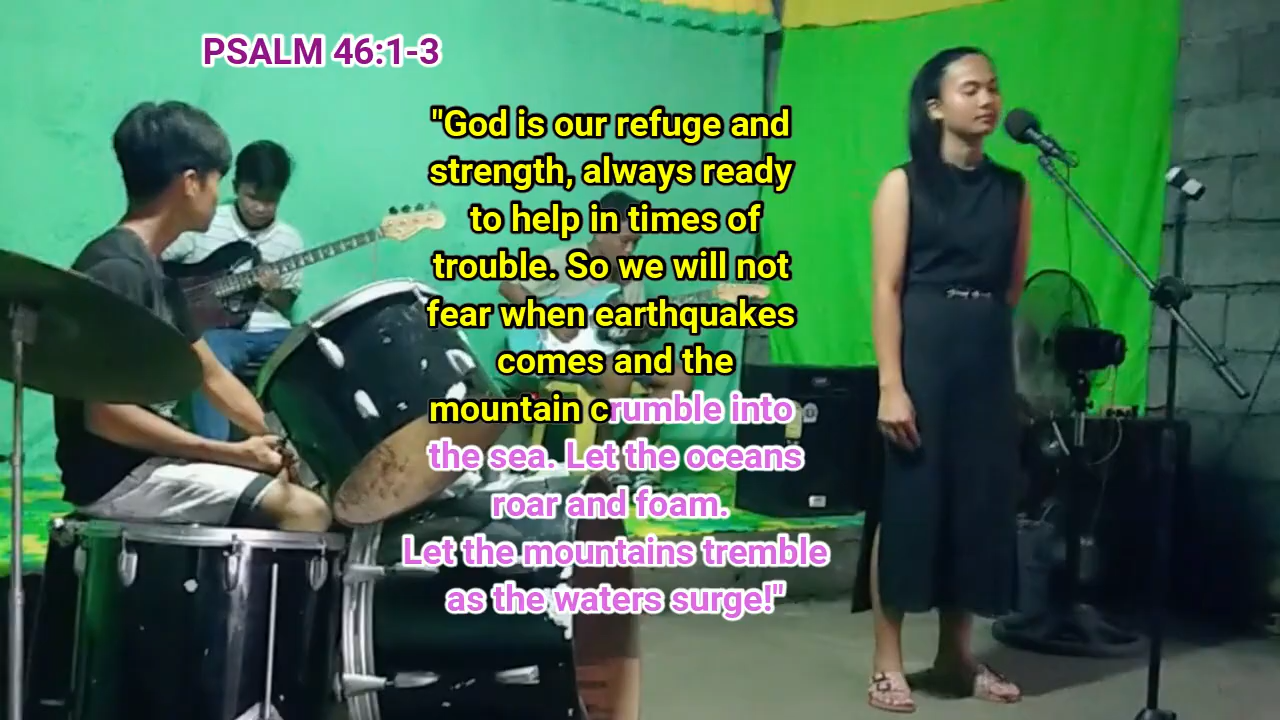 PSALM 46:1-3
"God is our refuge and
strength, always ready
to help in times of
trouble. So we will not
fear when earthquakes
comes and the
mountain crumble into
the sea. Let the oceans
roar and foam.
Let the mountains tremble
as the waters surge!"